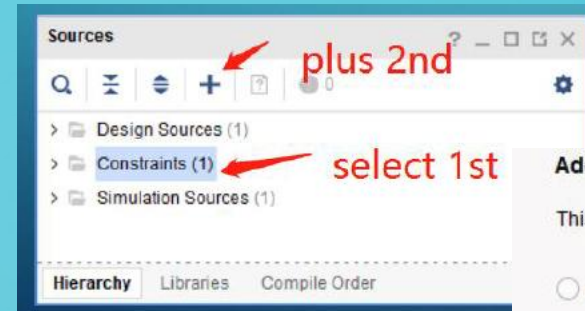 Sources
? _
plus 2nd
0
> Design Sources (1)
> Constraints (1)
select 1st
> Simulation Sources (1)
Hierarchy Libraries Compile Order
Ad
Thi